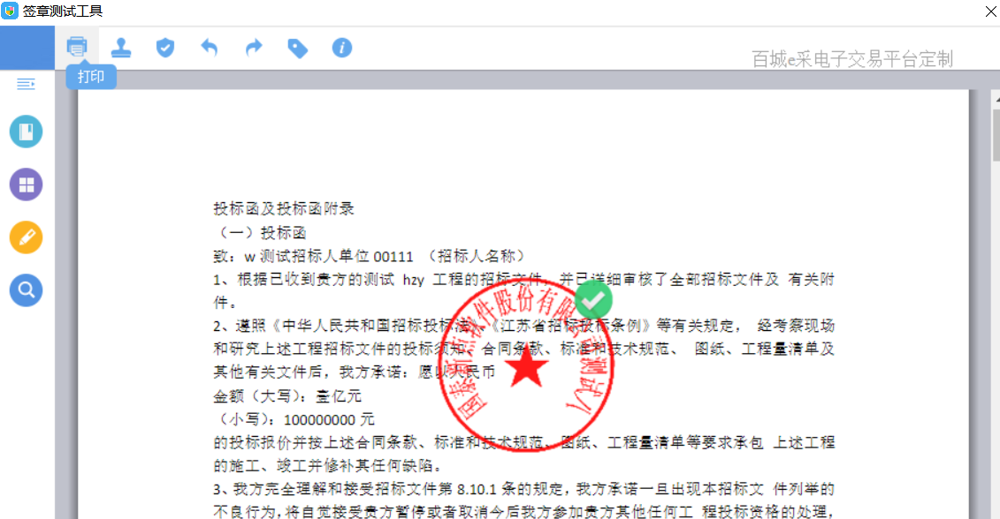 签章测试工具
百城e采电子交易平台定制
打印
投标函及投标函附录
（一）投标函
致：w 测试招标人单位 00111 （招标人名称）
1、根据已收到贵方的测试 hzy 工程的招标文件，并已详细审核了全部招标文件及 有关附
件。
2、遵照《中华人民共和国招标投标法》、《江苏省招标投标条例》等有关规定， 经考察现场
和研究上述工程招标文件的投标须知、合同条款、标准和技术规范、 图纸、工程量清单及
其他有关文件后，我方承诺：愿以人民币
金额（大写）：壹亿元
（小写）：100000000 元
的投标报价并按上述合同条款、标准和技术规范、图纸、工程量清单等要求承包 上述工程
的施工、竣工并修补其任何缺陷。
3、我方完全理解和接受招标文件第 8.10.1 条的规定，我方承诺一旦出现本招标文 件列举的
不良行为，将自觉接受贵方暂停或者取消今后我方参加贵方其他任何工 程投标资格的处理，
国泰新点软件股份有限公司测试八